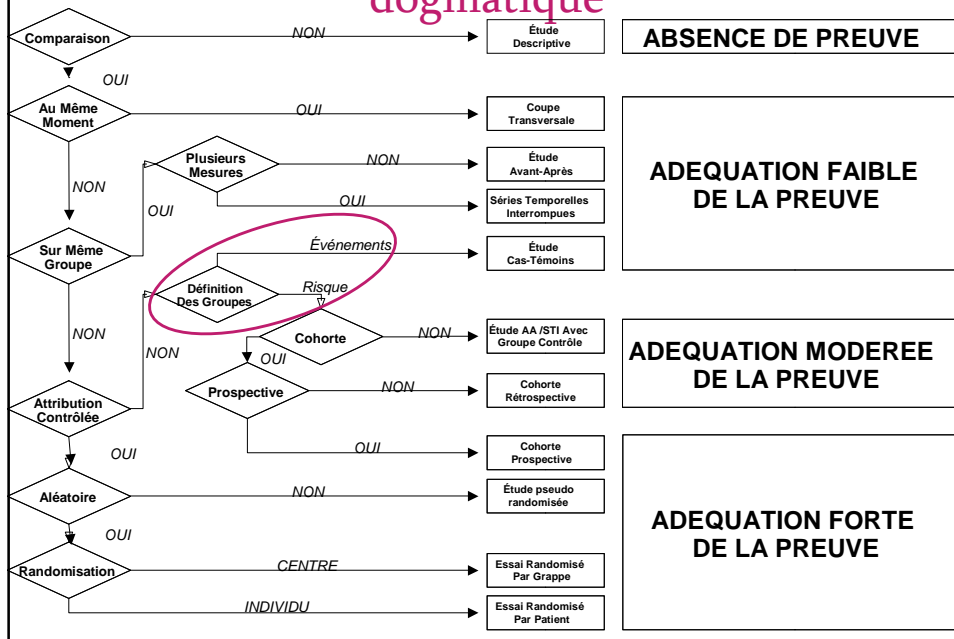 dogmatique
Comparaison
NON
Étude
Descriptive
ABSENCE DE PREUVE
OUI
Au Même
Moment
OUI
Coupe
Transversale
ADEQUATION FAIBLE
DE LA PREUVE
Plusieurs
Mesures
NON
Étude
Avant-Après
NON
OUI
OUI
Séries Temporelles
Interrompues
Sur Même
Groupe
Événements
Étude
Cas-Témoins
Définition
Des Groupes
Risque
NON
NON
Cohorte
NON
Étude AA /STI Avec
Groupe Contrôle
ADEQUATION MODEREE
DE LA PREUVE
OUI
Attribution
Contrôlée
Prospective
NON
Cohorte
Rétrospective
OUI
OUI
Cohorte
Prospective
ADEQUATION FORTE
DE LA PREUVE
Aléatoire
NON
Étude pseudo
randomisée
OUI
Randomisation
CENTRE
Essai Randomisé
Par Grappe
INDIVIDU
Essai Randomisé
Par Patient